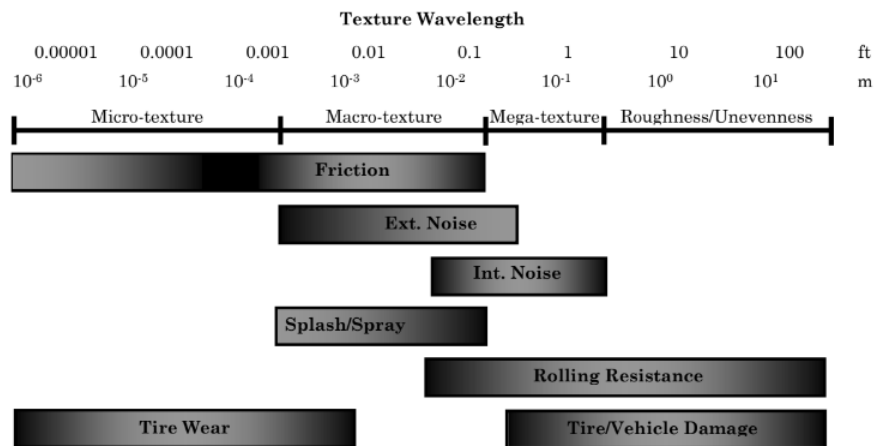 Texture Wavelength
0.00001 0.0001 0.001 0.01 0.1 1 10 100 ft
10⁻⁶ 10⁻⁵ 10⁻⁴ 10⁻³ 10⁻² 10⁻¹ 10⁰ 10¹ m
Micro-texture Macro-texture Mega-texture Roughness/Unevenness
Friction
Ext. Noise
Int. Noise
Splash/Spray
Rolling Resistance
Tire Wear Tire/Vehicle Damage